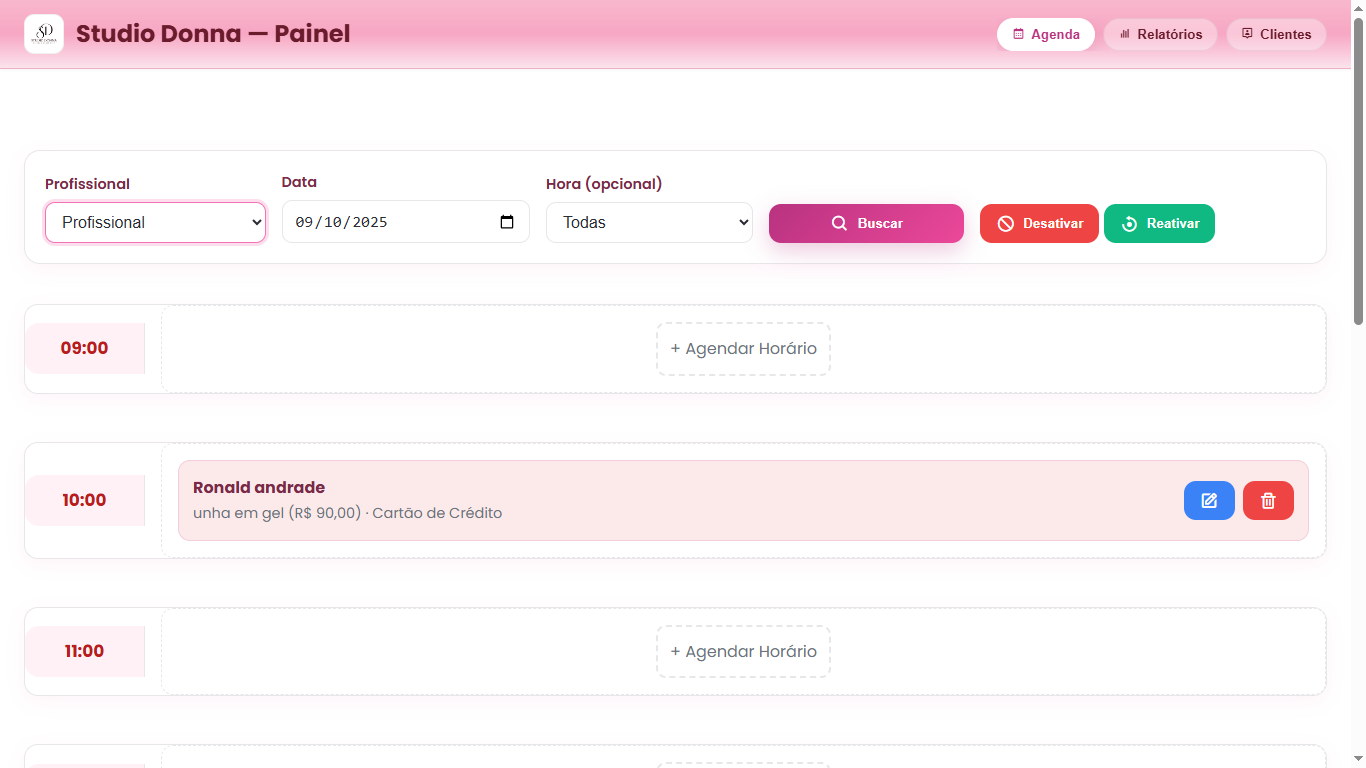 Studio Donna — Painel
Agenda
Relatórios
Clientes
Profissional
Data
Hora (opcional)
Profissional
09/10/2025
Todas
Buscar
Desativar
Reativar
09:00
+ Agendar Horário
10:00
Ronald andrade
unha em gel (R$ 90,00) · Cartão de Crédito
11:00
+ Agendar Horário